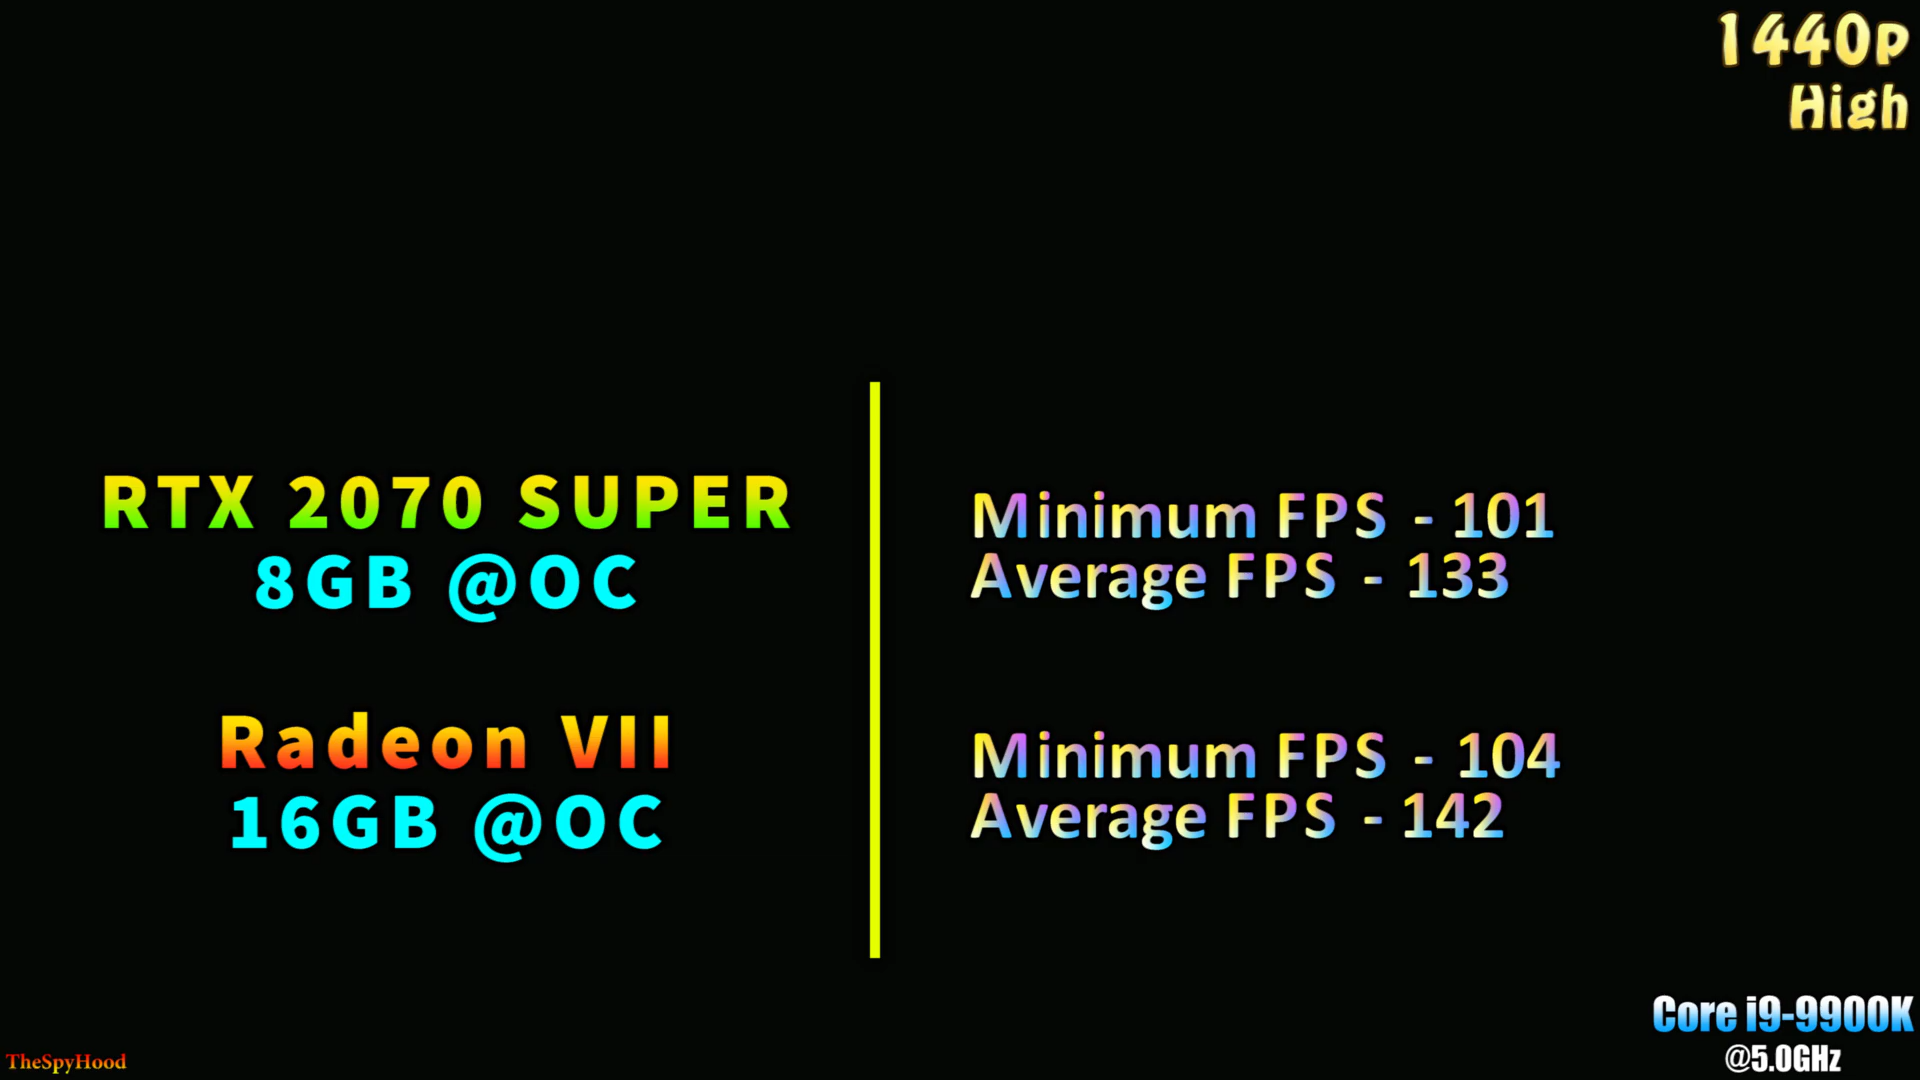 1440p
High
RTX 2070 SUPER
8GB @OC
Minimum FPS - 101
Average FPS - 133
Radeon VII
16GB @OC
Minimum FPS - 104
Average FPS - 142
Core i9-9900K
@5.0GHz
TheSpyHood